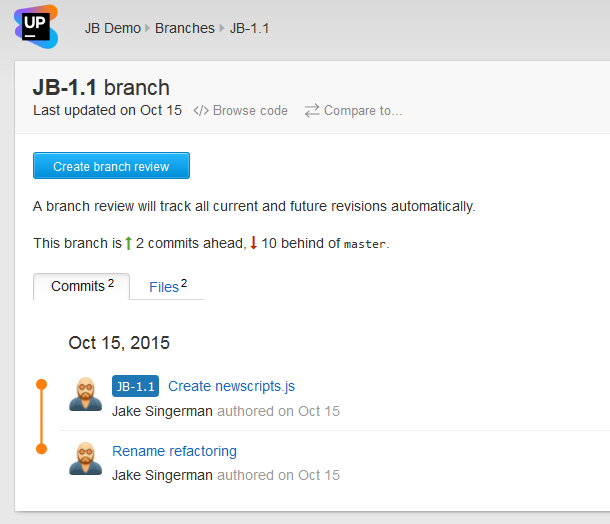 UP
JB Demo Branches JB-1.1
JB-1.1 branch
Last updated on Oct 15 </> Browse code Compare to...
Create branch review
A branch review will track all current and future revisions automatically.
This branch is 2 commits ahead, 10 behind of master.
Commits 2 Files 2
Oct 15, 2015
JB-1.1 Create newscripts.js
Jake Singerman authored on Oct 15
Rename refactoring
Jake Singerman authored on Oct 15